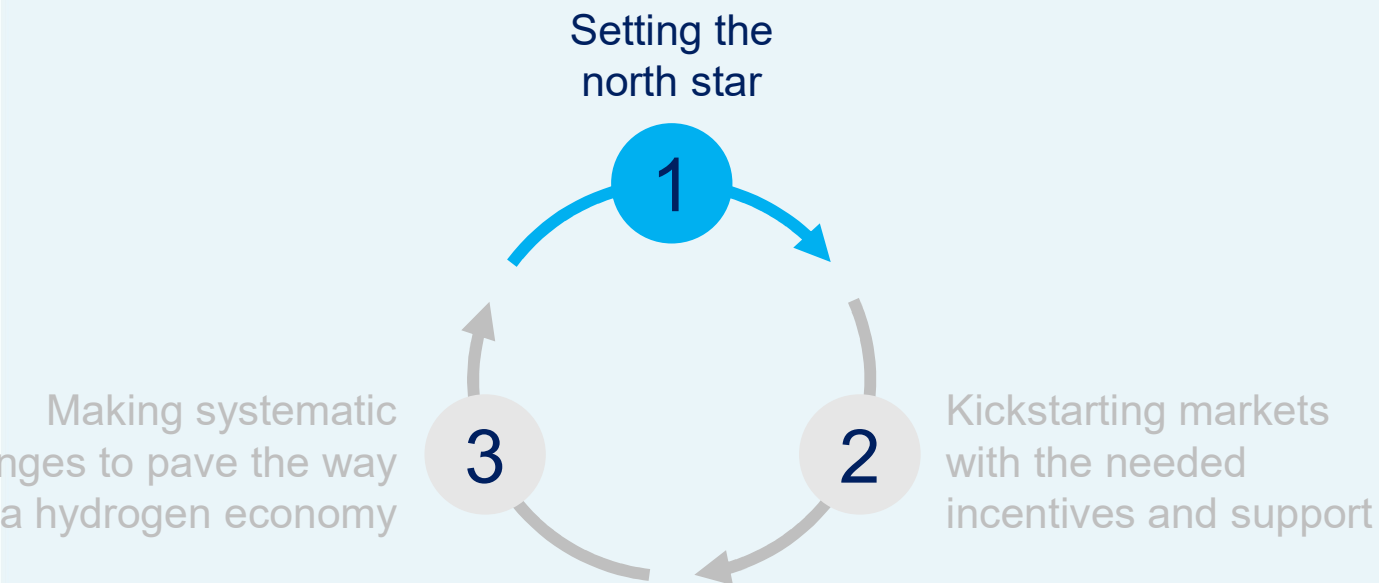 Setting the
north star
1
Making systematic
nges to pave the way
a hydrogen economy
3
2
Kickstarting markets
with the needed
incentives and support